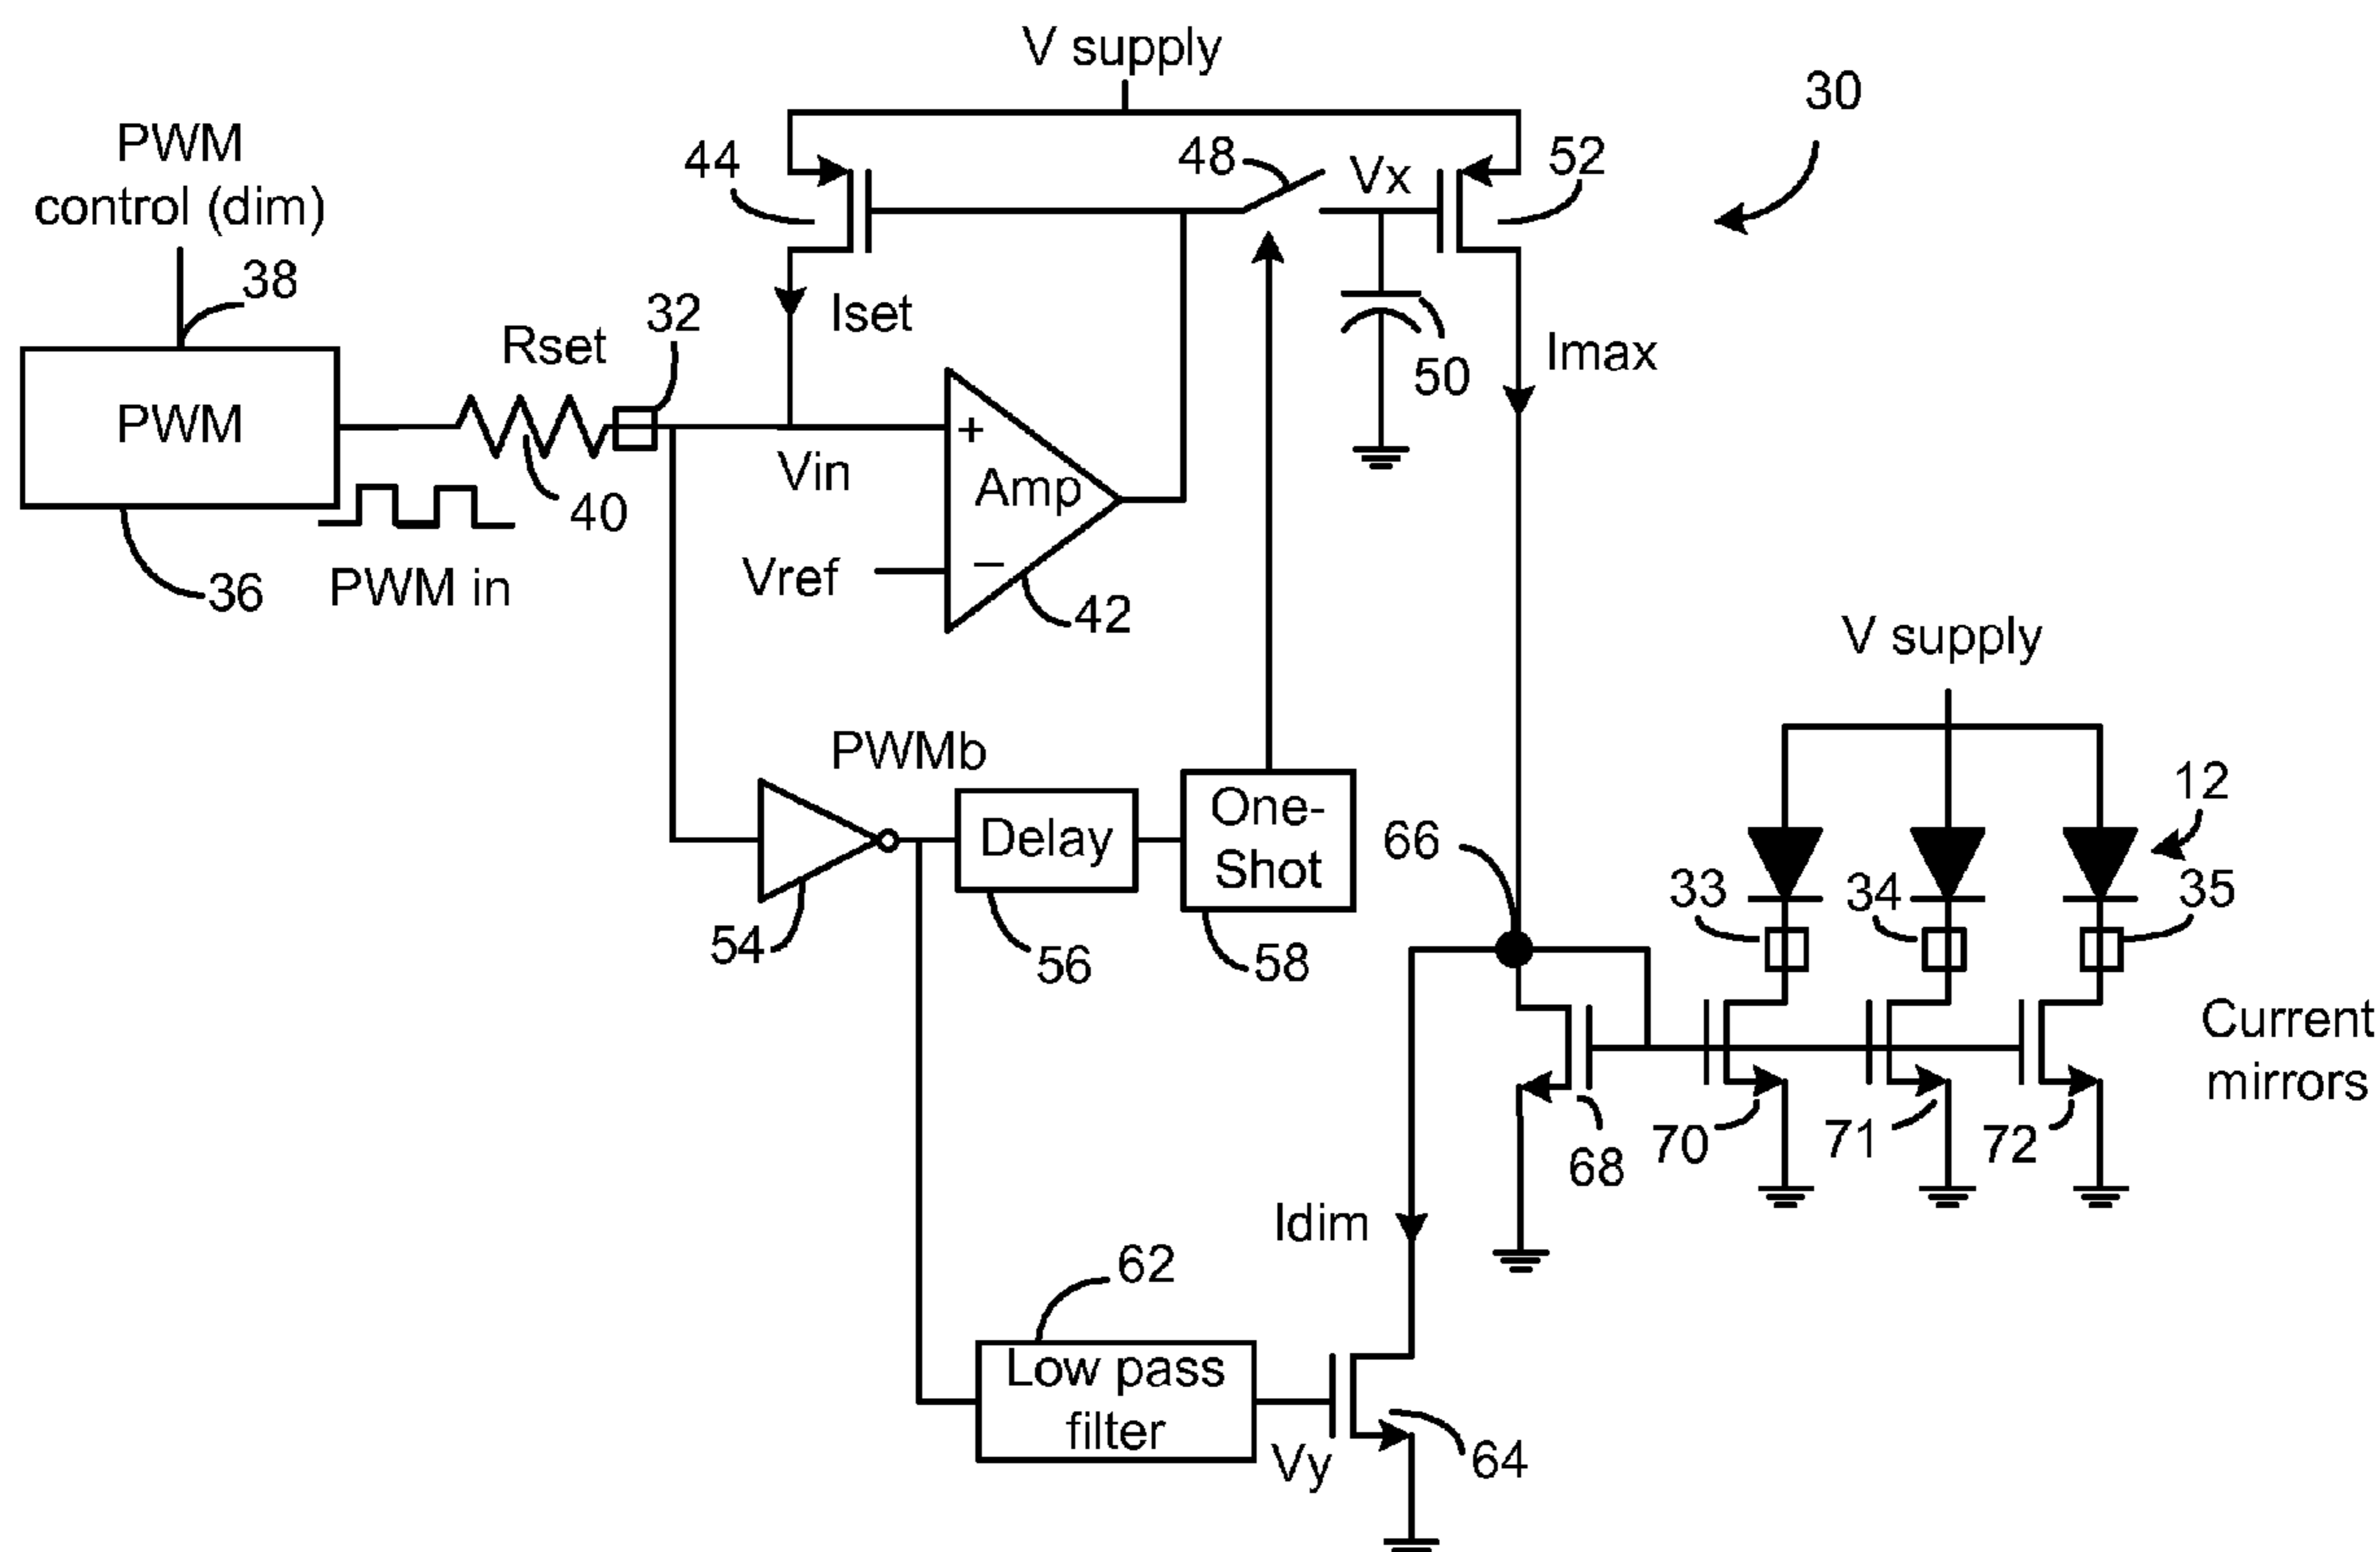 V supply
30
PWM
control (dim)
44
48
Vx
52
38
32
Iset
Rset
Imax
50
PWM
+
Vin
Amp
40
Vref
–
36
PWM in
42
V supply
PWMb
12
One-
Shot
Delay
66
33
34
35
54
56
58
Current
mirrors
70
71
72
68
Idim
62
Low pass
filter
Vy
64